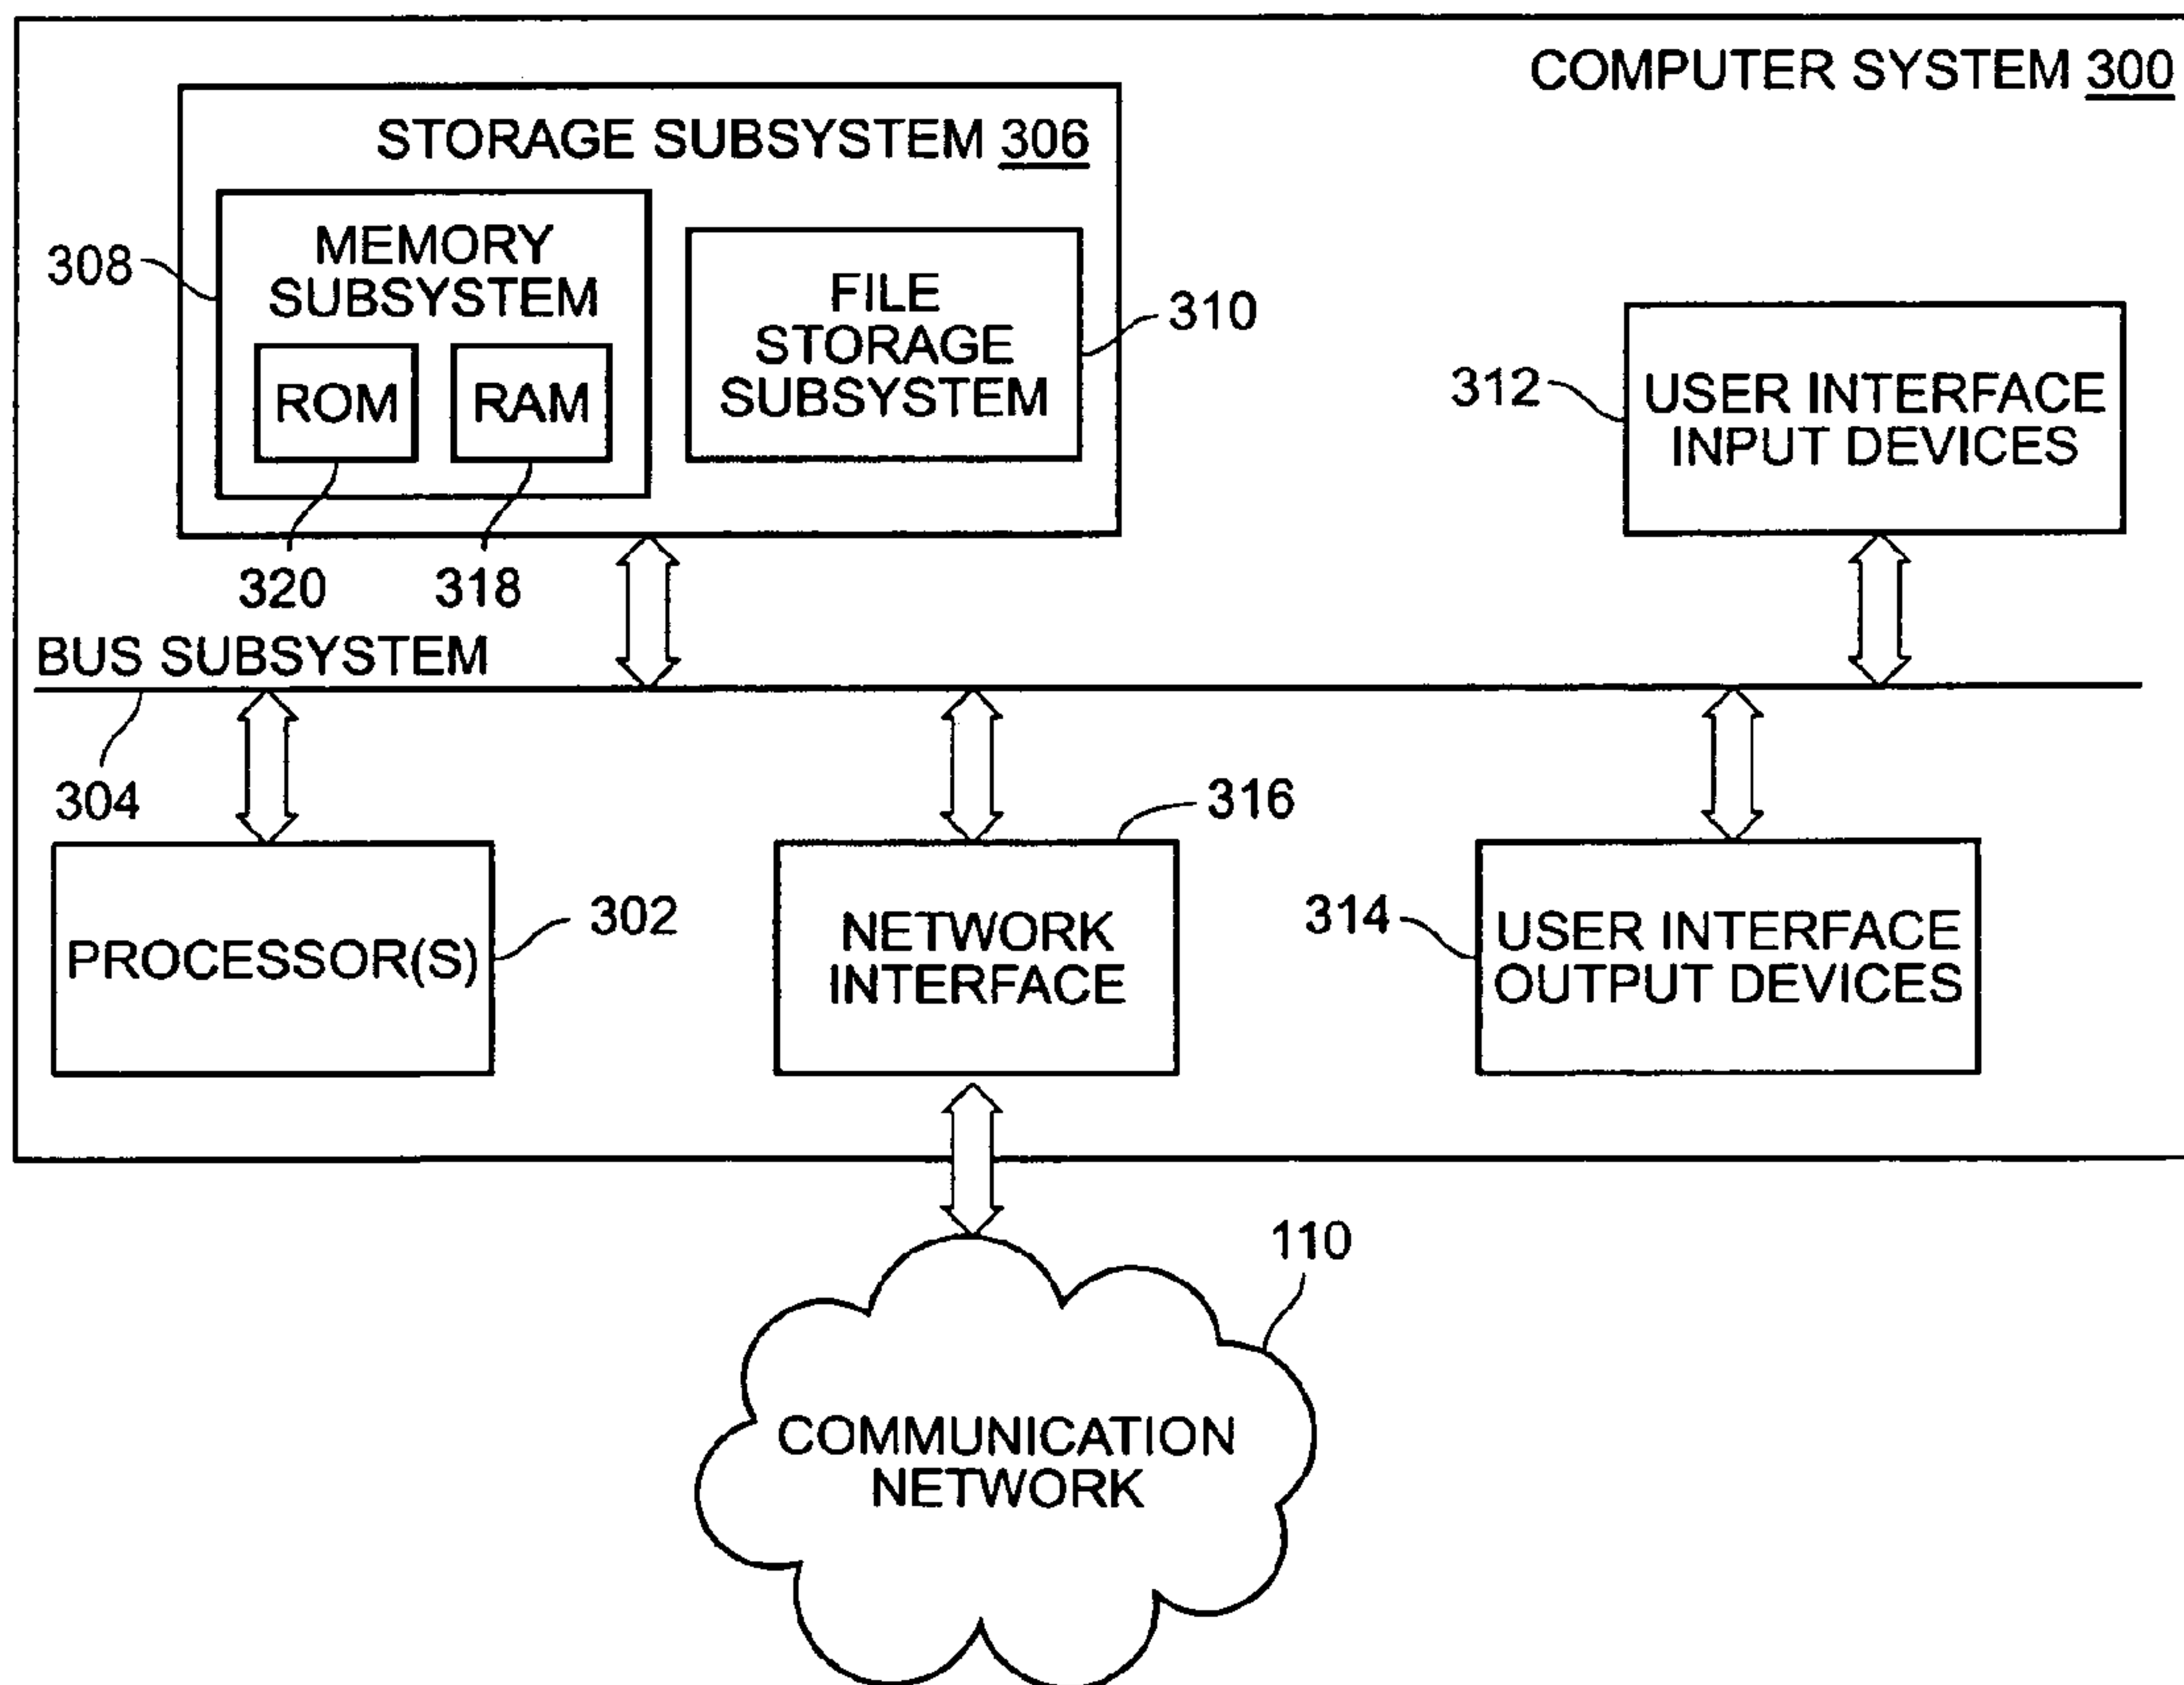 COMPUTER SYSTEM 300
STORAGE SUBSYSTEM 306
308
MEMORY
SUBSYSTEM
ROM
RAM
FILE
STORAGE
SUBSYSTEM
310
312
USER INTERFACE
INPUT DEVICES
320
318
BUS SUBSYSTEM
304
PROCESSOR(S)
302
NETWORK
INTERFACE
316
314
USER INTERFACE
OUTPUT DEVICES
110
COMMUNICATION
NETWORK